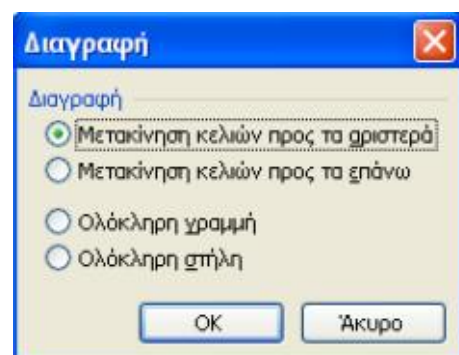 Διαγραφή
Διαγραφή
Μετακίνηση κελιών προς τα αριστερά
Μετακίνηση κελιών προς τα επάνω
Ολόκληρη γραμμή
Ολόκληρη στήλη
OK Άκυρο